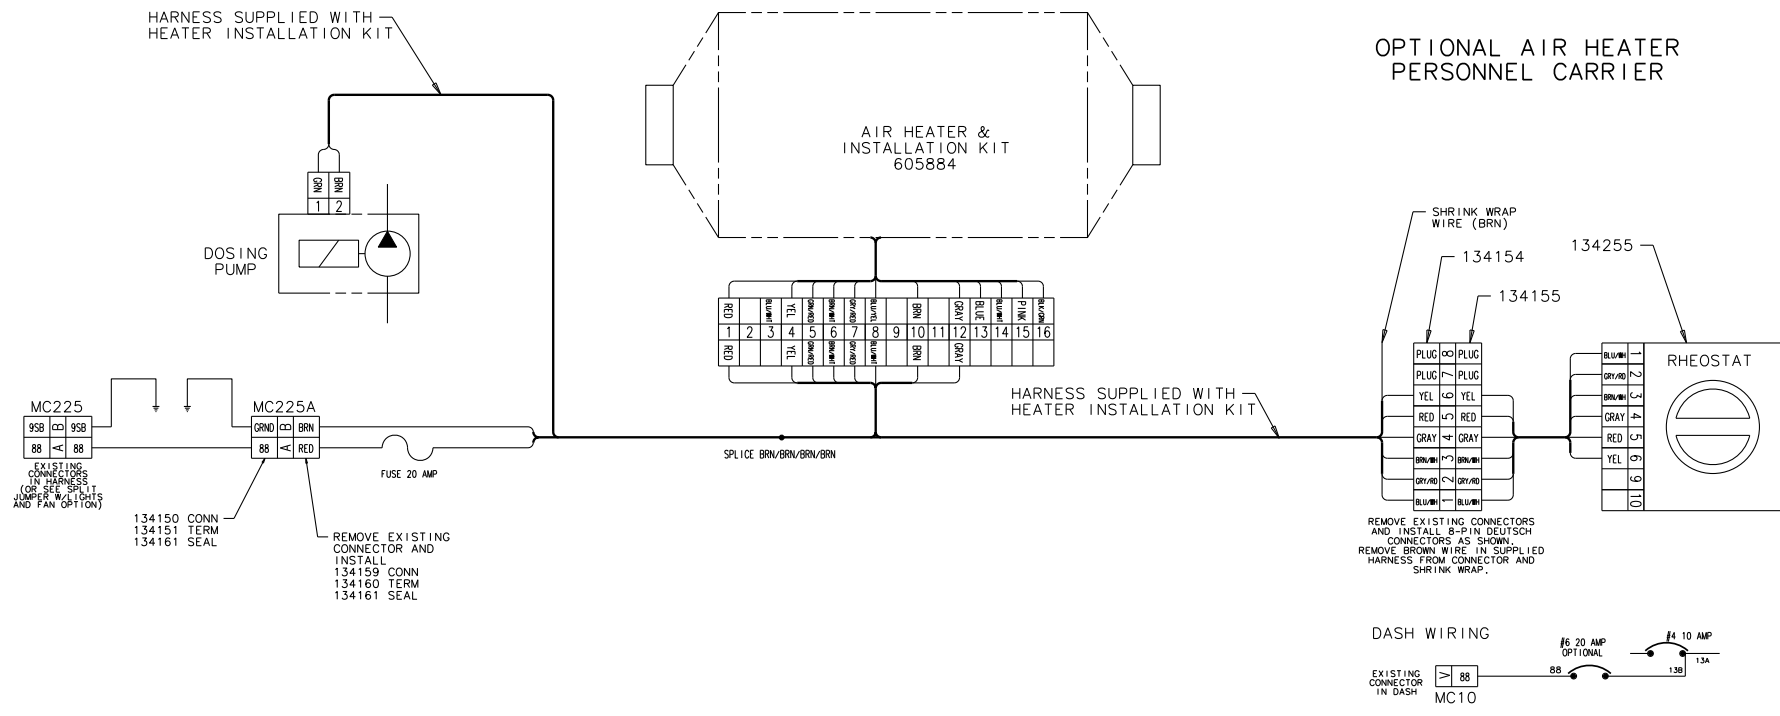 HARNESS SUPPLIED WITH
HEATER INSTALLATION KIT
OPTIONAL AIR HEATER
PERSONNEL CARRIER
AIR HEATER &
INSTALLATION KIT
605884
GRN BRN
1 2
DOSING
PUMP
SHRINK WRAP
WIRE (BRN)
134154
134155
134255
RED BLU/WHT YEL GRN/RED BRN/WHT GRY/RED BLU/YEL BRN GRAY BLUE BLU/WHT PINK BLK/GRN
1 2 3 4 5 6 7 8 9 10 11 12 13 14 15 16
RED YEL GRN/RED BRN/WHT GRY/RED BLU/WHT BRN GRAY
HARNESS SUPPLIED WITH
HEATER INSTALLATION KIT
PLUG 8 PLUG
PLUG 7 PLUG
YEL 6 YEL
RED 5 RED
GRAY 4 GRAY
BRN/WH 3 BRN/WH
GRY/RD 2 GRY/RD
BLU/WH 1 BLU/WH
RHEOSTAT
BLU/WH 1
GRY/RD 2
BRN/WH 3
GRAY 4
RED 5
YEL 6
9
10
MC225
9SB B 9SB
88 A 88
EXISTING
CONNECTORS
IN HARNESS
(OR SEE SPLIT
JUMPER W/LIGHTS
AND FAN OPTION)
MC225A
GRND B BRN
88 A RED
FUSE 20 AMP
SPLICE BRN/BRN/BRN/BRN
134150 CONN
134151 TERM
134161 SEAL
REMOVE EXISTING
CONNECTOR AND
INSTALL
134159 CONN
134160 TERM
134161 SEAL
REMOVE EXISTING CONNECTORS
AND INSTALL 8-PIN DEUTSCH
CONNECTORS AS SHOWN.
REMOVE BROWN WIRE IN SUPPLIED
HARNESS FROM CONNECTOR AND
SHRINK WRAP.
DASH WIRING
#6 20 AMP
OPTIONAL
#4 10 AMP
13A
13B
88
EXISTING
CONNECTOR
IN DASH
V 88
MC10